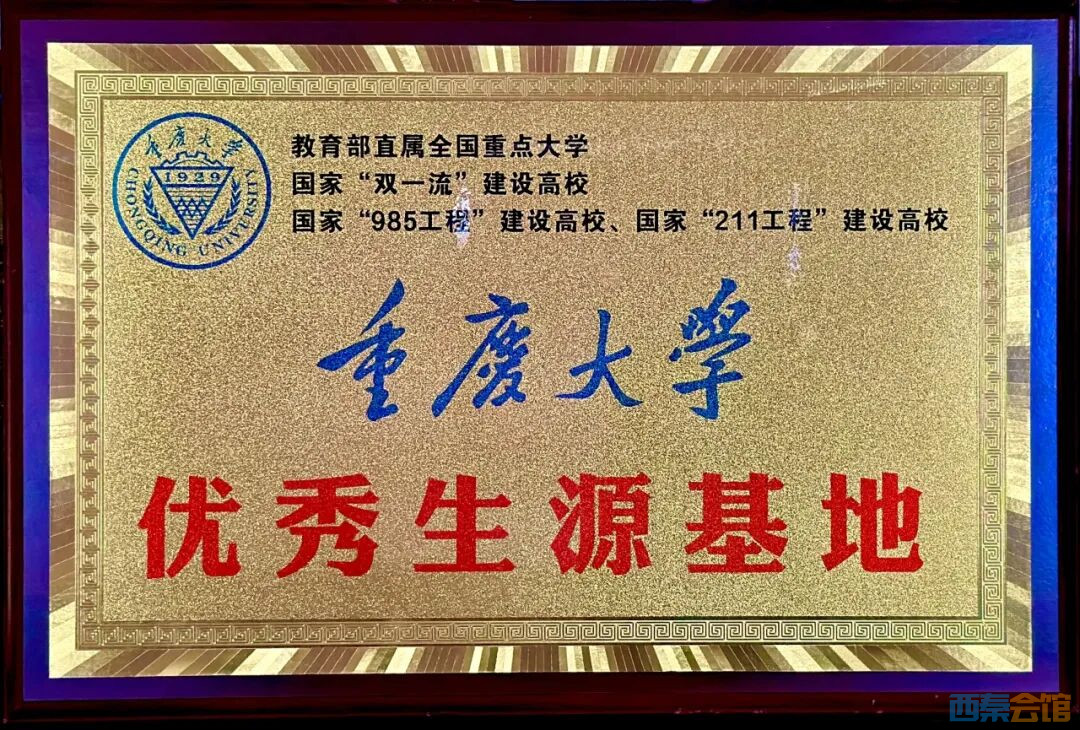 重慶大學
1929
CHONGQING UNIVERSITY
教育部直属全国重点大学
国家“双一流”建设高校
国家“985工程”建设高校、国家“211工程”建设高校
重慶大學
优秀生源基地
西秦会馆